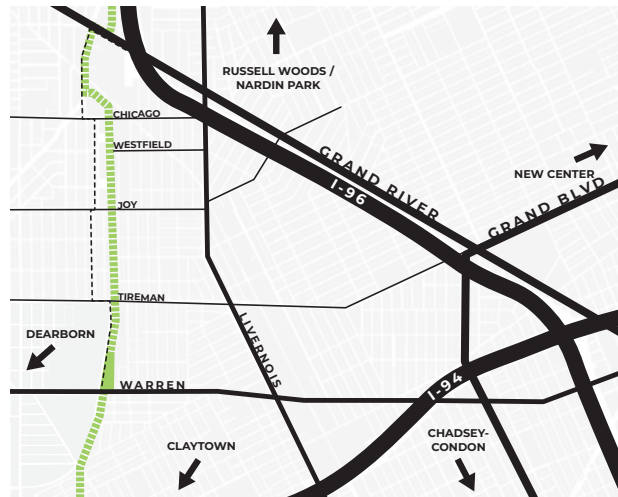 RUSSELL WOODS /
NARDIN PARK
CHICAGO
WESTFIELD
GRAND RIVER
I-96
NEW CENTER
GRAND BLVD
JOY
TIREMAN
DEARBORN
LIVERNOIS
WARREN
I-94
CLAYTOWN
CHADSEY-
CONDON